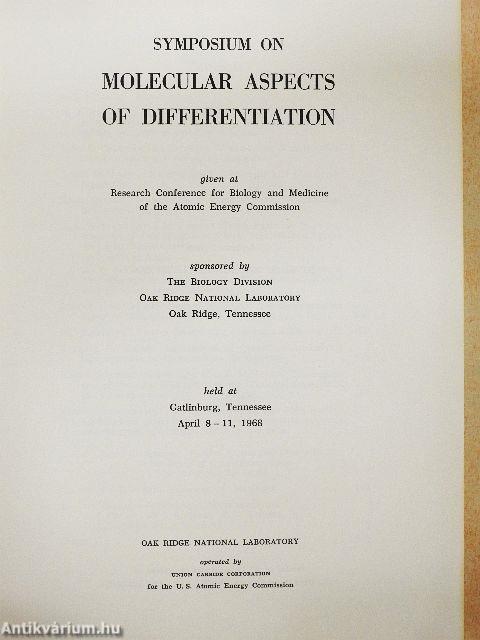 SYMPOSIUM ON
MOLECULAR ASPECTS
OF DIFFERENTIATION
given at
Research Conference for Biology and Medicine
of the Atomic Energy Commission
sponsored by
THE BIOLOGY DIVISION
OAK RIDGE NATIONAL LABORATORY
Oak Ridge, Tennessee
held at
Gatlinburg, Tennessee
April 8 – 11, 1968
OAK RIDGE NATIONAL LABORATORY
operated by
UNION CARBIDE CORPORATION
for the U. S. Atomic Energy Commission
Antikvárium.hu